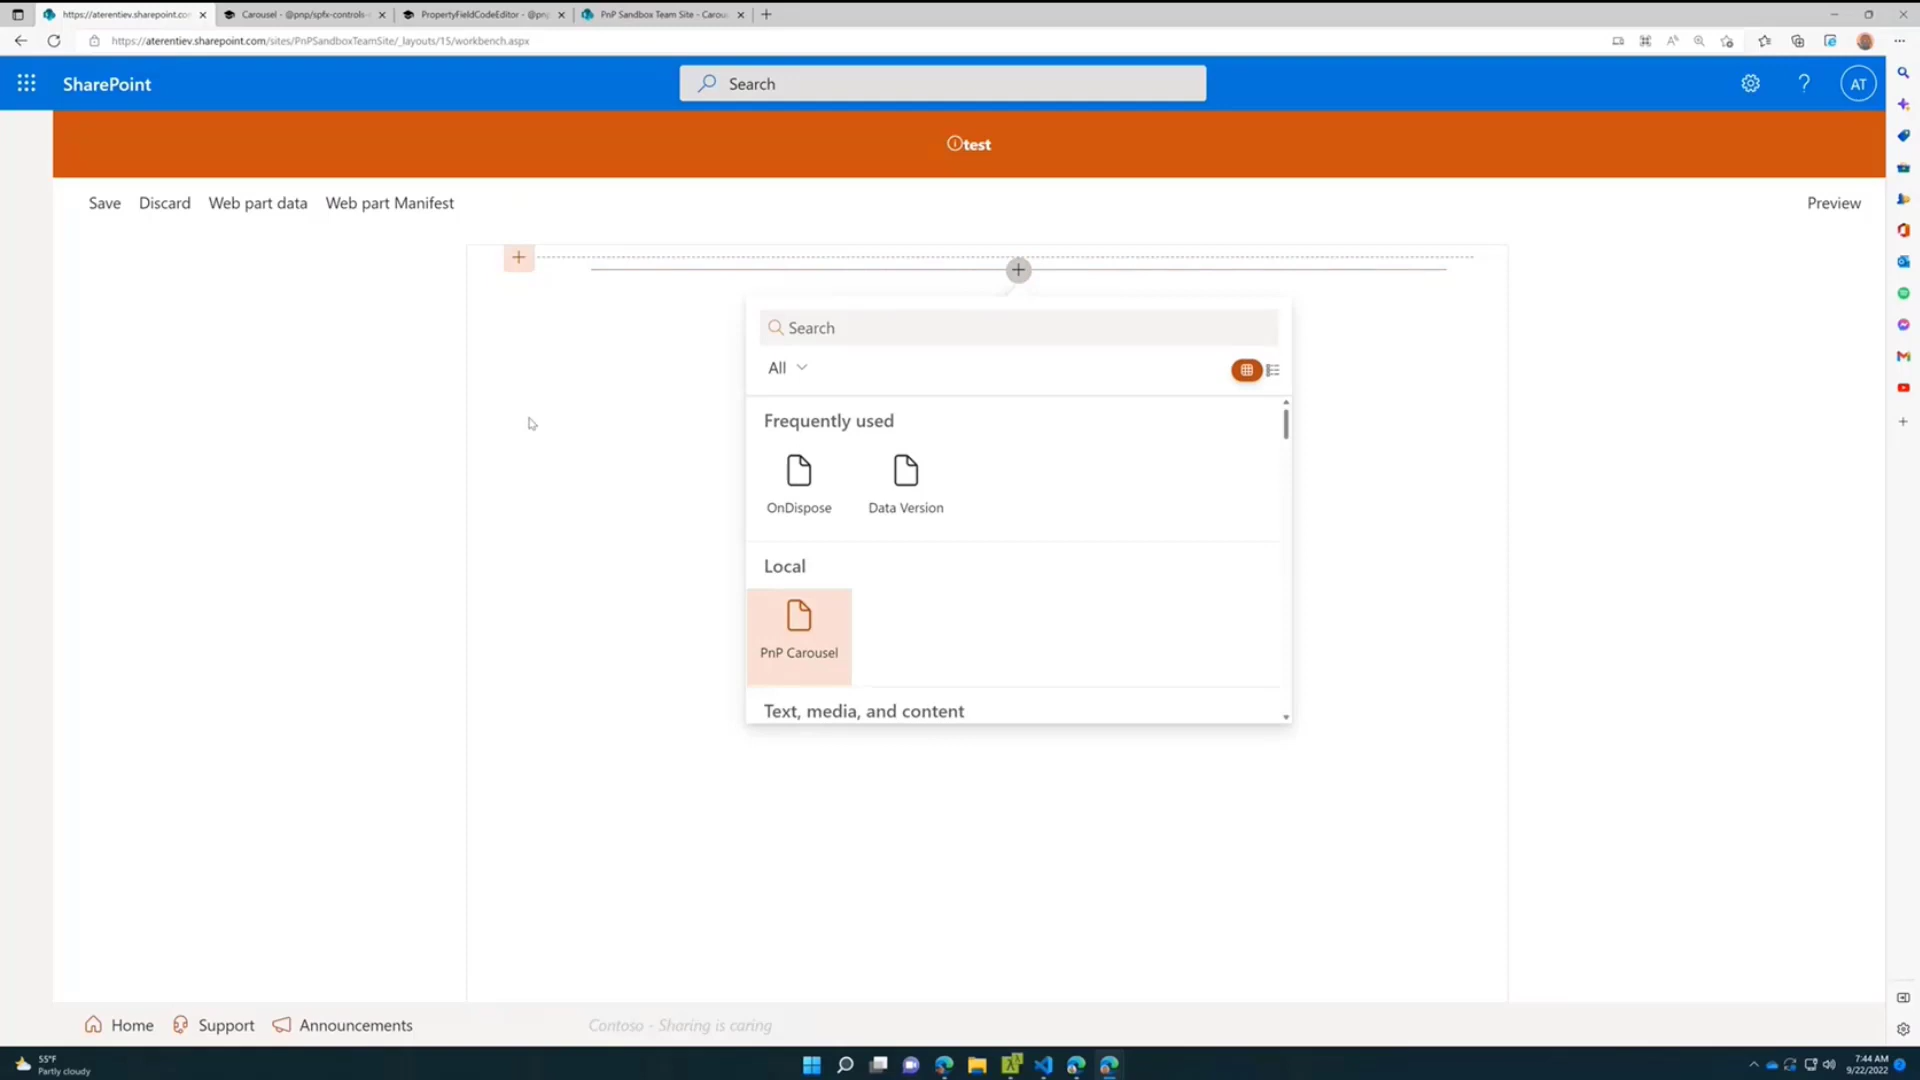 https://aterentiev.sharepoint.com
Carousel - @pnp/spfx-controls-r
PropertyFieldCodeEditor - @pnp
PnP Sandbox Team Site - Carou
https://aterentiev.sharepoint.com/sites/PnPSandboxTeamSite/_layouts/15/workbench.aspx
SharePoint
Search
AT
test
Save
Discard
Web part data
Web part Manifest
Preview
Search
All
Frequently used
OnDispose
Data Version
Local
PnP Carousel
Text, media, and content
Home
Support
Announcements
Contoso - Sharing is caring
55°F
Partly cloudy
7:44 AM
9/22/2022